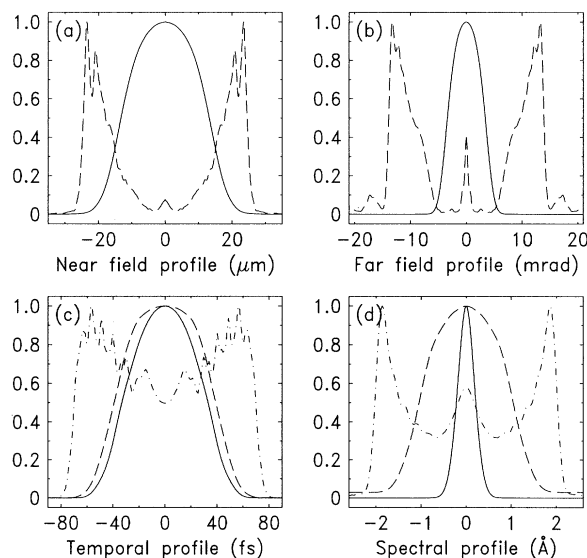 (a)
1.0
0.8
0.6
0.4
0.2
0
−20 0 20
Near field profile (μm)
(b)
1.0
0.8
0.6
0.4
0.2
0
−20 −10 0 10 20
Far field profile (mrad)
(c)
1.0
0.8
0.6
0.4
0.2
0
−80 −40 0 40 80
Temporal profile (fs)
(d)
1.0
0.8
0.6
0.4
0.2
0
−2 −1 0 1 2
Spectral profile (Å)